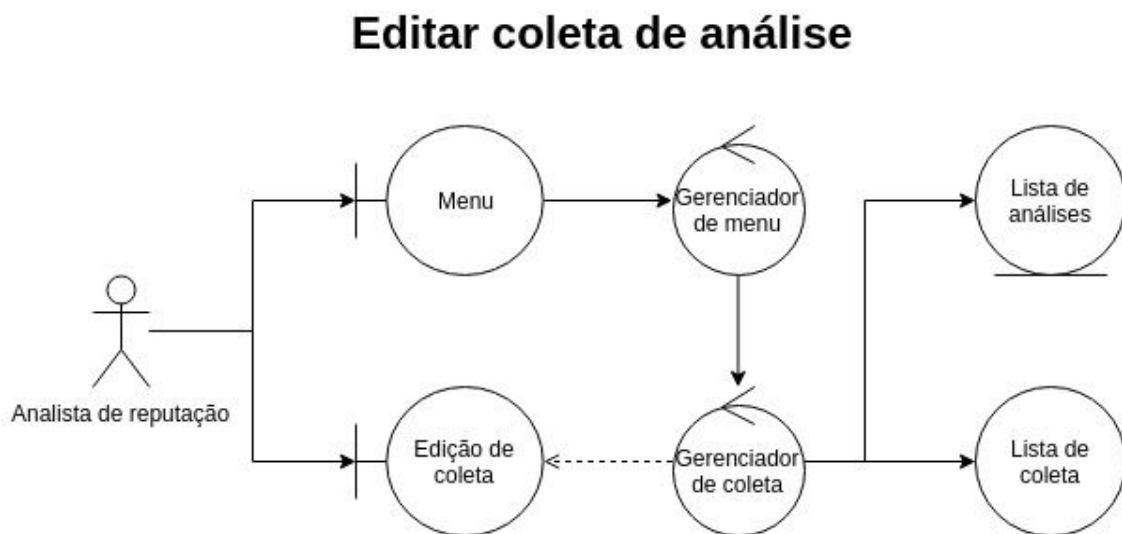 Editar coleta de análise
Menu
Gerenciador
de menu
Lista de
análises
Analista de reputação
Edição de
coleta
Gerenciador
de coleta
Lista de
coleta